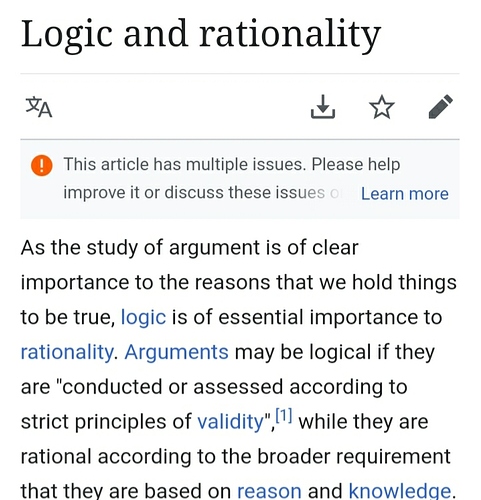 Logic and rationality
This article has multiple issues. Please help
improve it or discuss these issues Learn more
As the study of argument is of clear
importance to the reasons that we hold things
to be true, logic is of essential importance to
rationality. Arguments may be logical if they
are "conducted or assessed according to
strict principles of validity",[1] while they are
rational according to the broader requirement
that they are based on reason and knowledge.